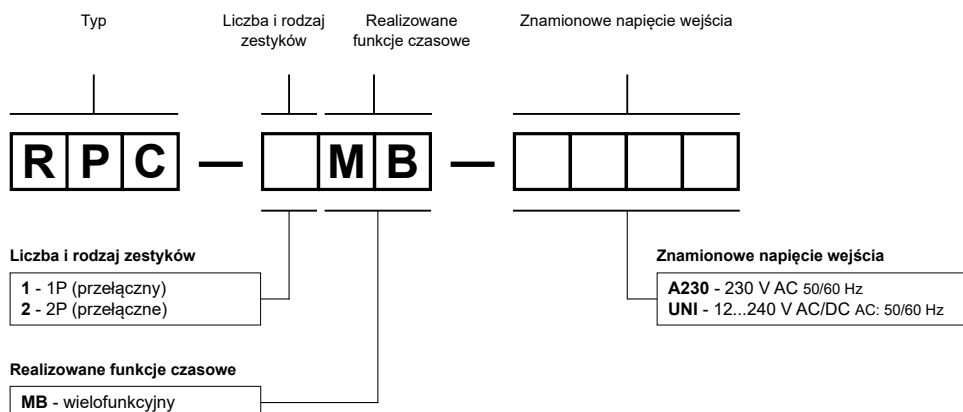 Typ
Liczba i rodzaj
zestyków
Realizowane
funkcje czasowe
Znamionowe napięcie wejścia
RPC — MB —
Liczba i rodzaj zestyków
1 - 1P (przełączny)
2 - 2P (przełączne)
Znamionowe napięcie wejścia
A230 - 230 V AC 50/60 Hz
UNI - 12...240 V AC/DC AC: 50/60 Hz
Realizowane funkcje czasowe
MB - wielofunkcyjny